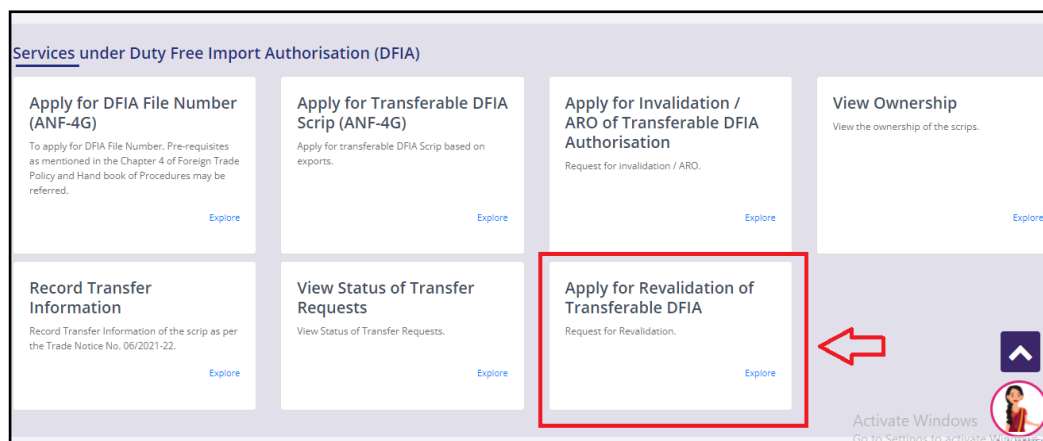 Services under Duty Free Import Authorisation (DFIA)
Apply for DFIA File Number
(ANF-4G)
To apply for DFIA File Number. Pre-requisites
as mentioned in the Chapter 4 of Foreign Trade
Policy and Hand book of Procedures may be
referred.
Explore
Apply for Transferable DFIA
Scrip (ANF-4G)
Apply for transferable DFIA Scrip based on
exports.
Explore
Apply for Invalidation /
ARO of Transferable DFIA
Authorisation
Request for invalidation / ARO.
Explore
View Ownership
View the ownership of the scrips.
Explore
Record Transfer
Information
Record Transfer Information of the scrip as per
the Trade Notice No. 06/2021-22.
Explore
View Status of Transfer
Requests
View Status of Transfer Requests.
Explore
Apply for Revalidation of
Transferable DFIA
Request for Revalidation.
Explore
Activate Windows
Go to Settings to activate Windows.